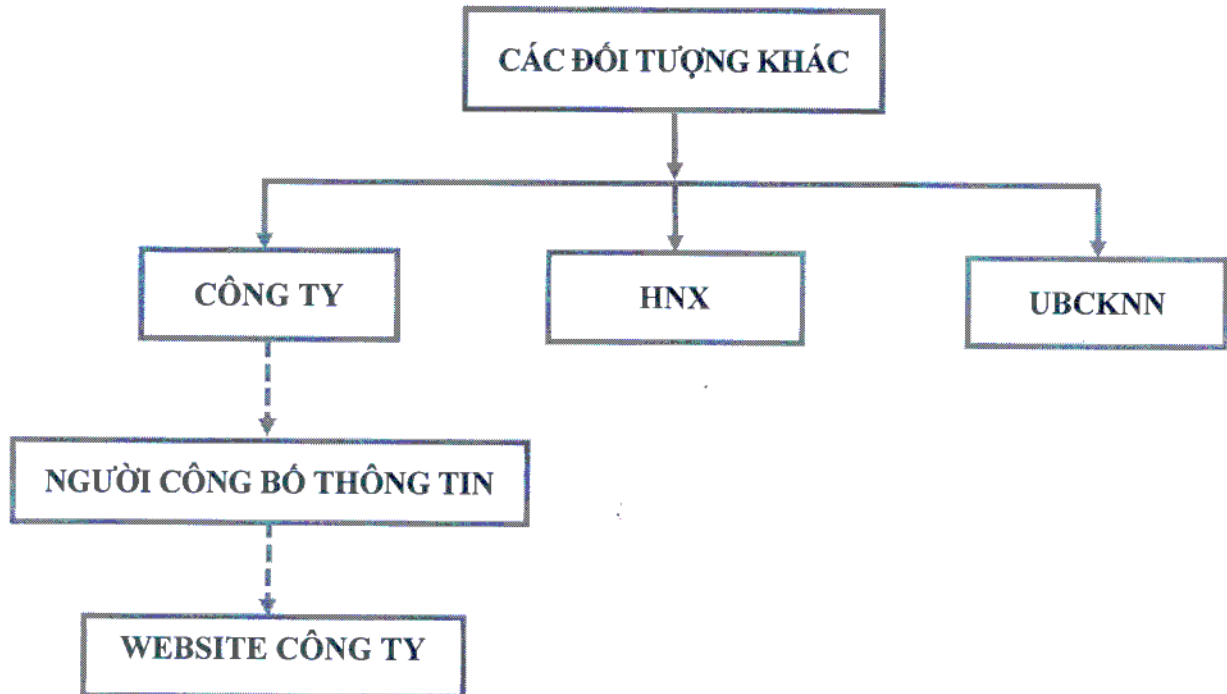 CÁC ĐỐI TƯỢNG KHÁC
CÔNG TY
HNX
UBCKNN
NGƯỜI CÔNG BỐ THÔNG TIN
WEBSITE CÔNG TY